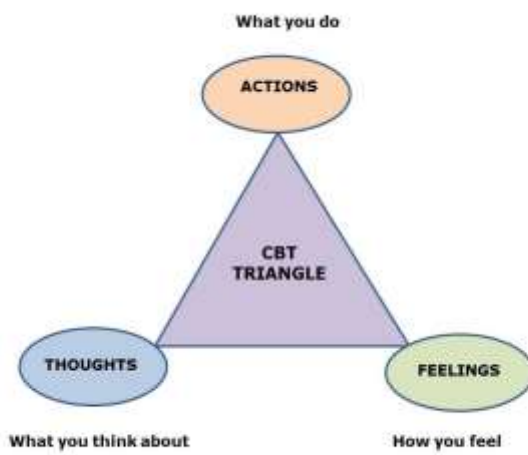 What you do
ACTIONS
CBT
TRIANGLE
THOUGHTS
FEELINGS
What you think about
How you feel